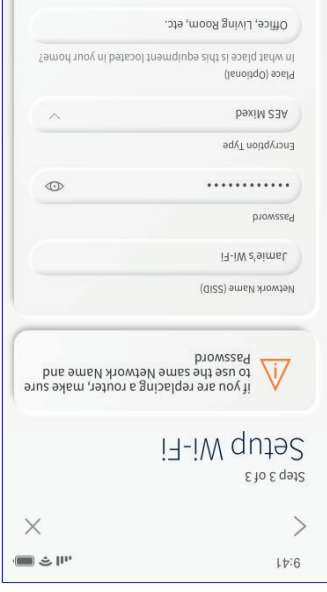 9:41
Step 3 of 3
Setup Wi-Fi
if you are replacing a router, make sure
to use the same Network Name and
Password
Network Name (SSID)
Jamie's Wi-Fi
Password
••••••••••••
Encryption Type
AES Mixed
Place (Optional)
In what place is this equipment located in your home?
Office, Living Room, etc.